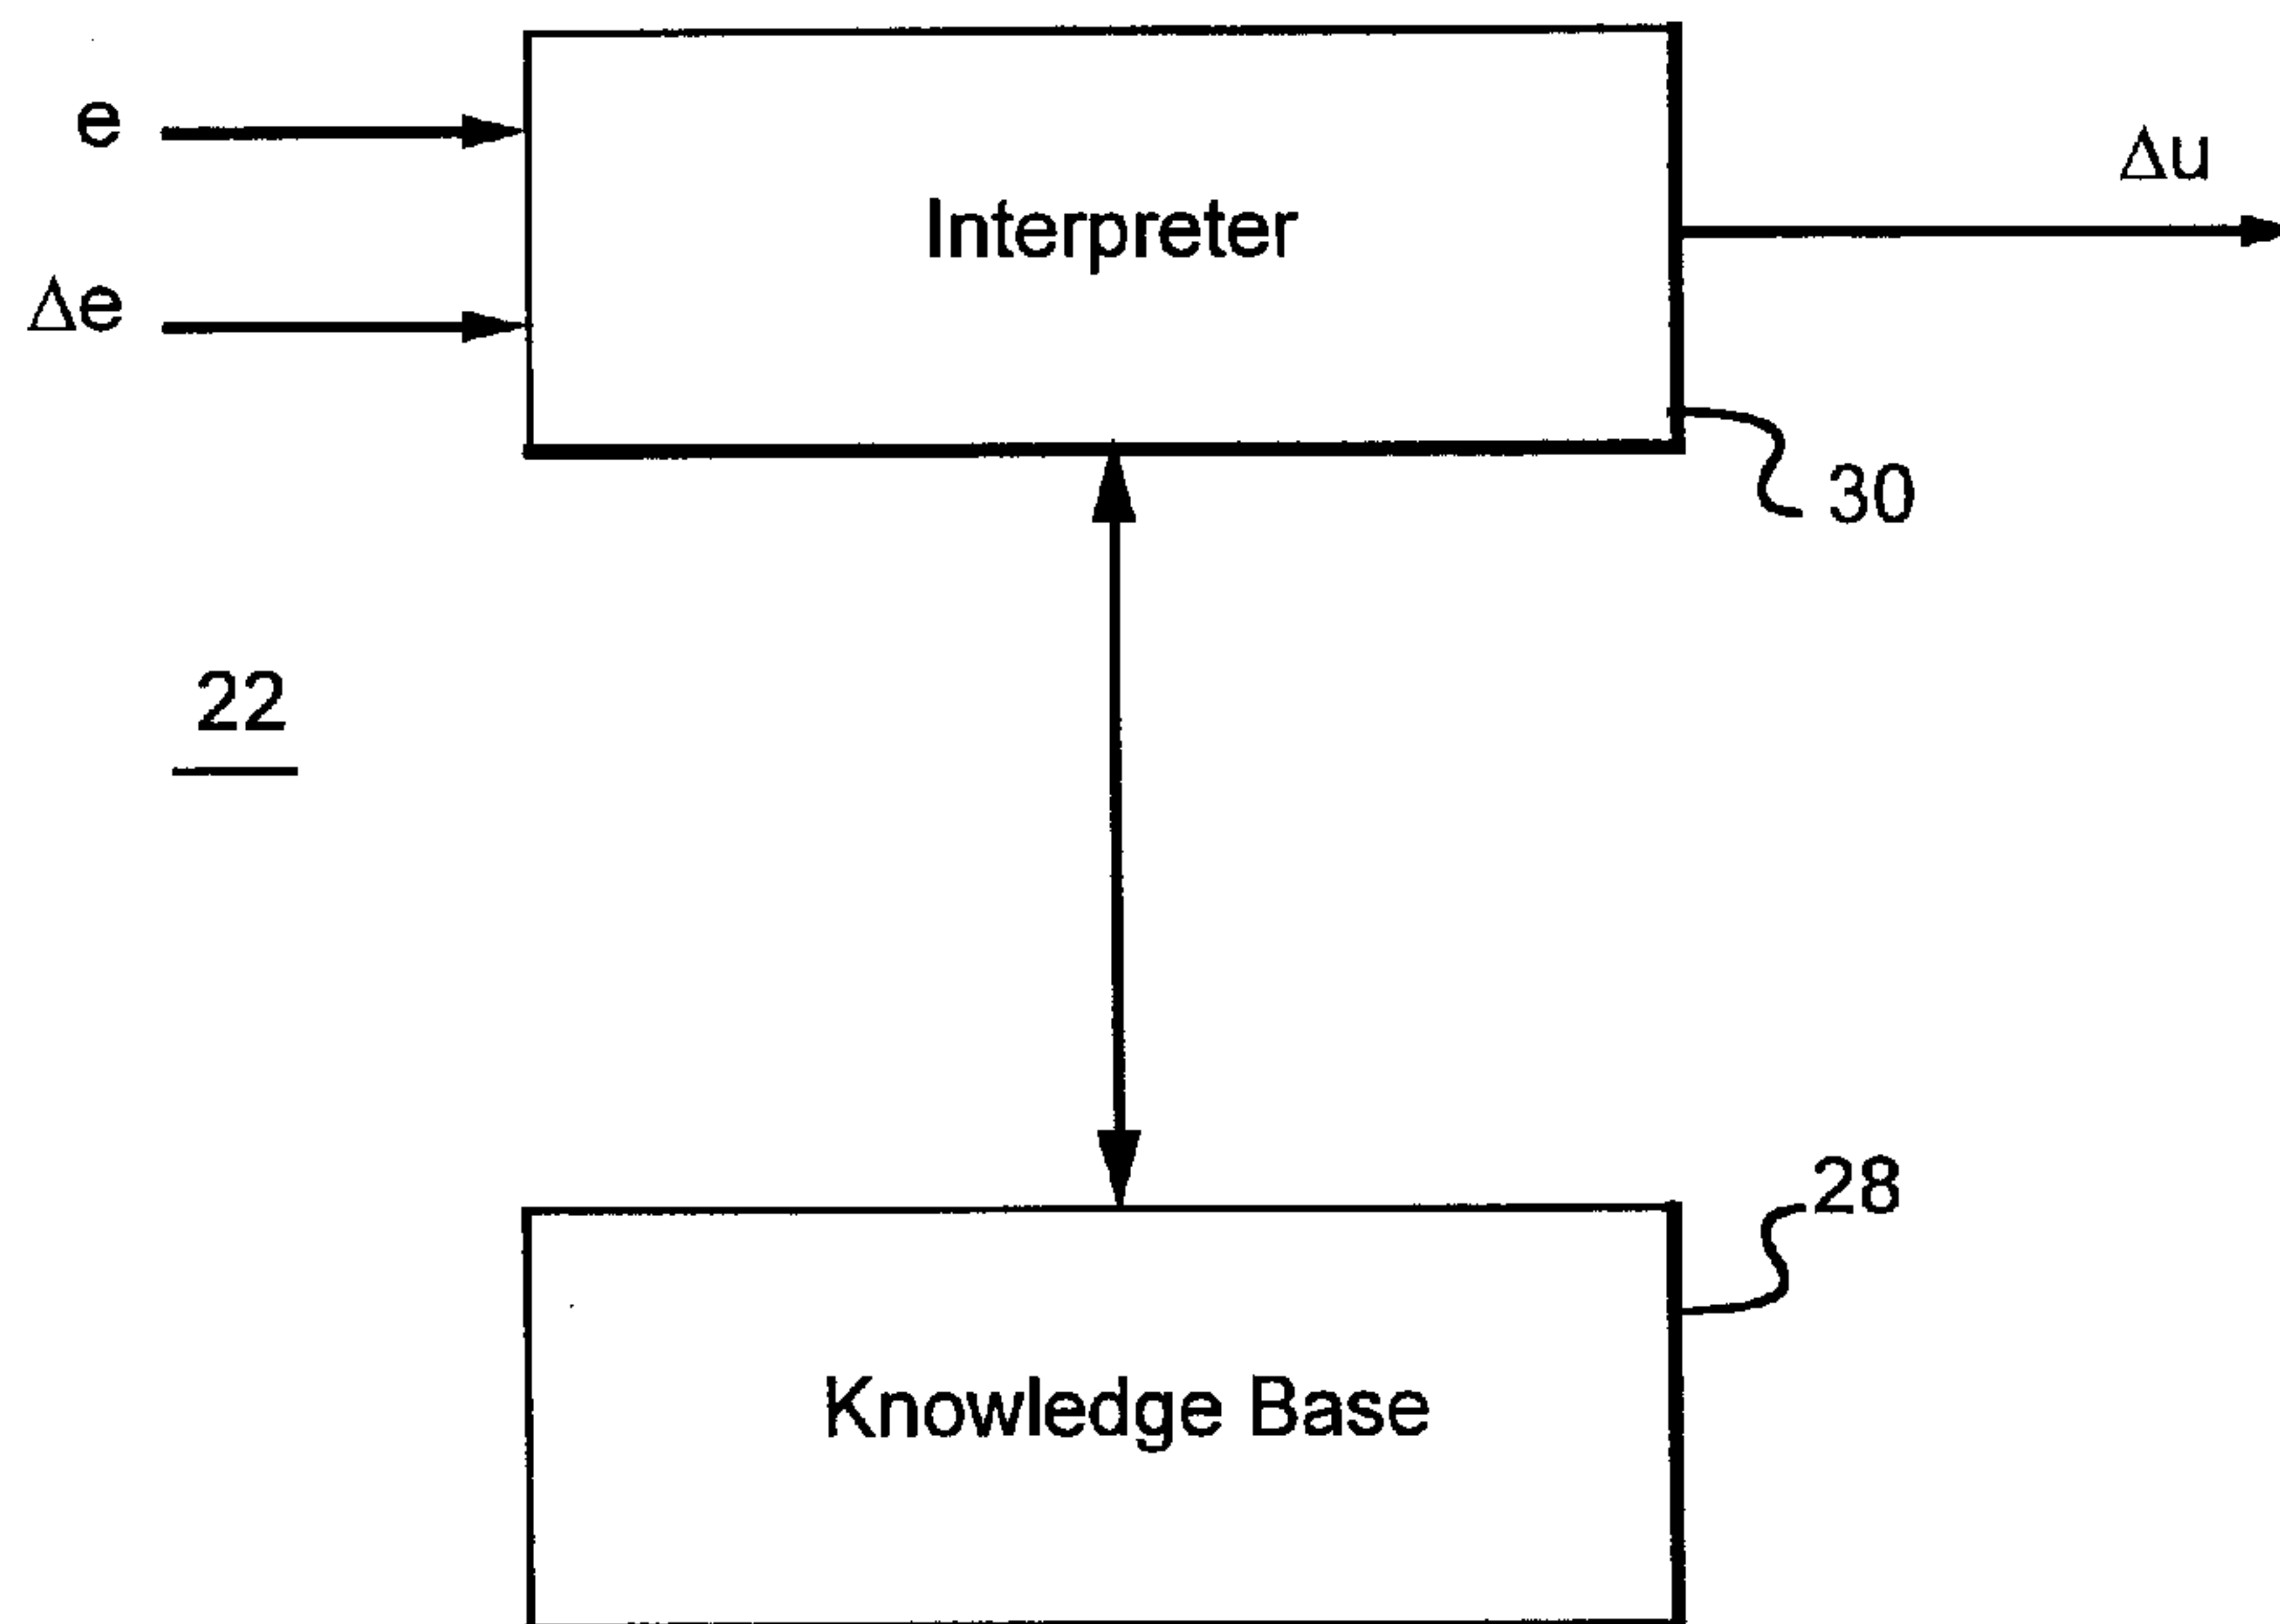 e
Δu
Interpreter
Δe
30
22
28
Knowledge Base